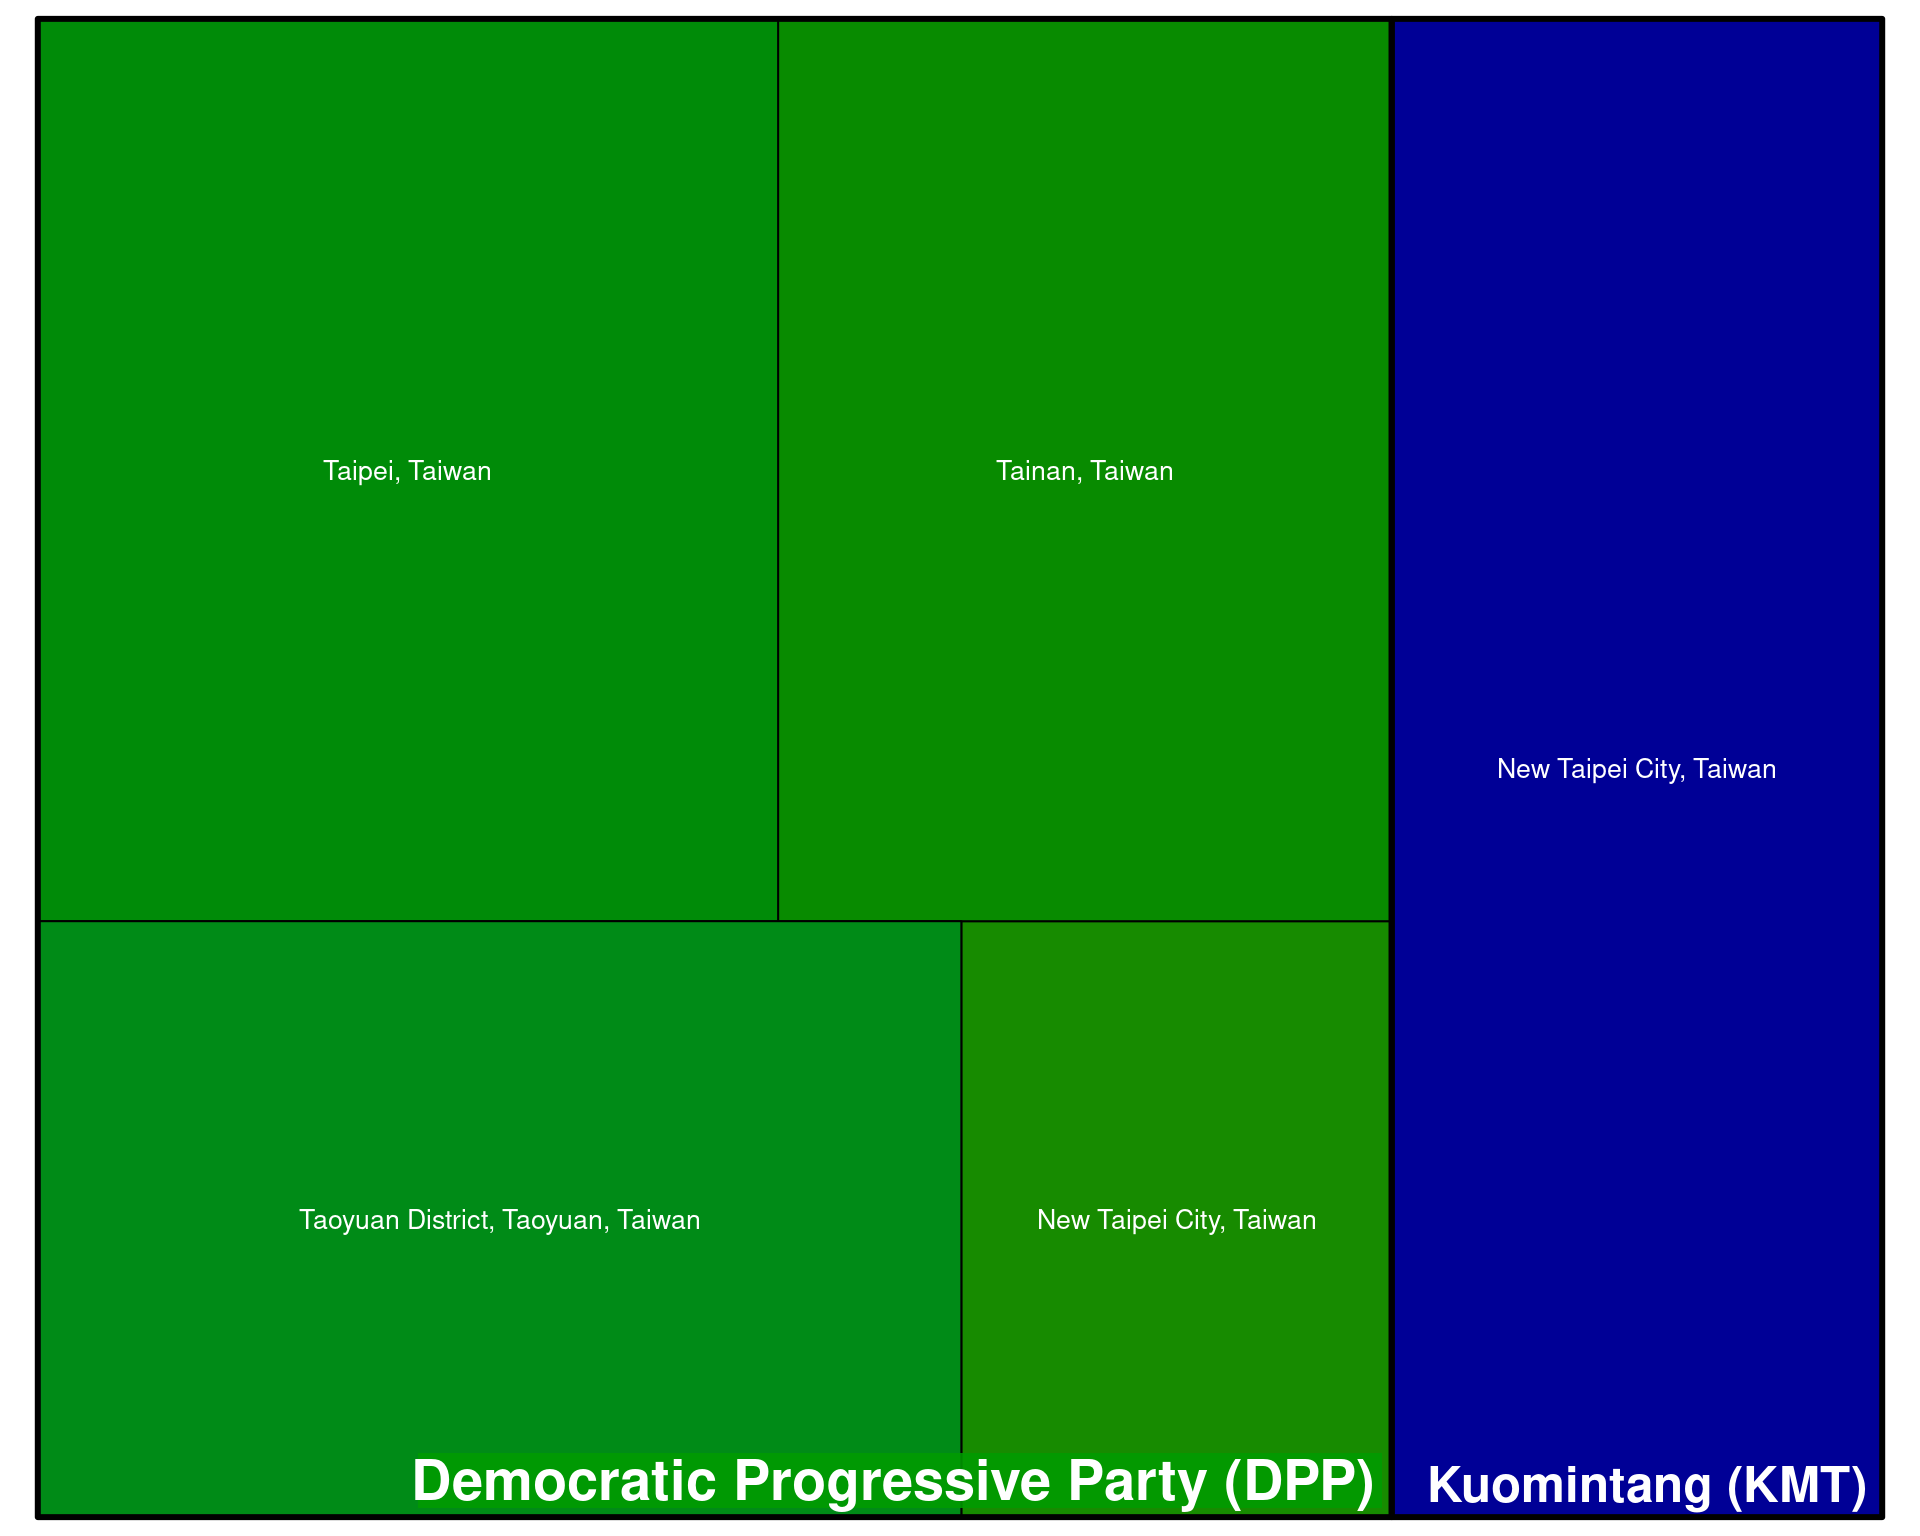 Taipei, Taiwan
Tainan, Taiwan
New Taipei City, Taiwan
Taoyuan District, Taoyuan, Taiwan
New Taipei City, Taiwan
Democratic Progressive Party (DPP)
Kuomintang (KMT)